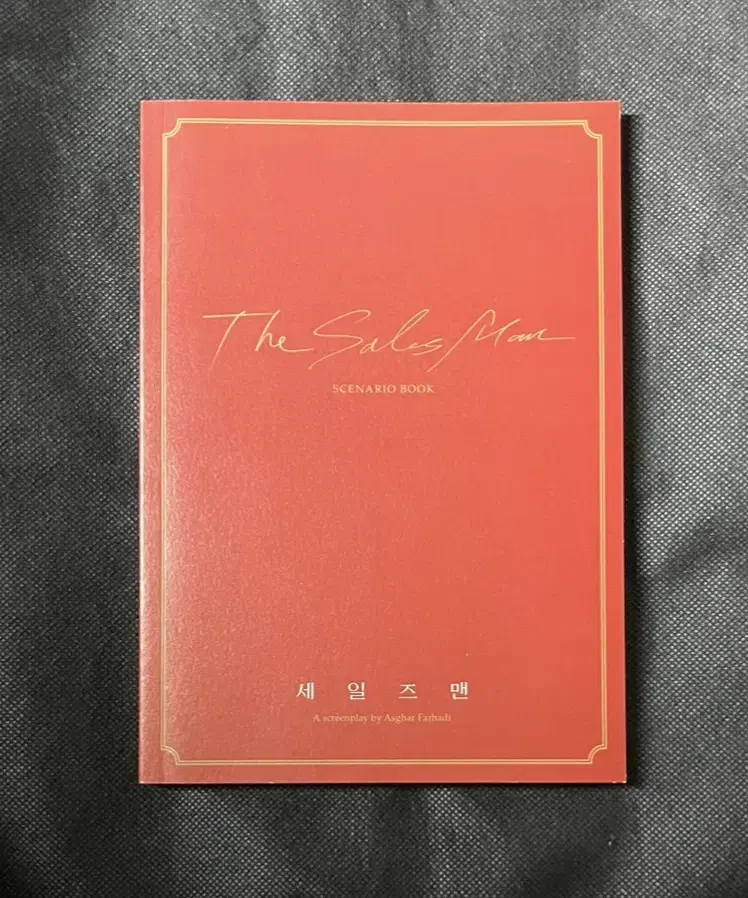 The Sales Man
SCENARIO BOOK
세일즈맨
A screenplay by Asghar Farhadi